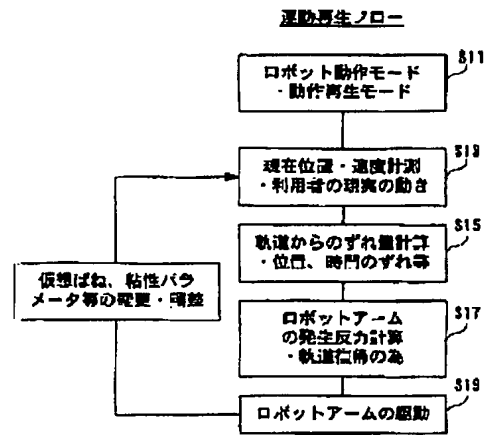 運動再生フロー
S11
ロボット動作モード
・動作再生モード
S13
現在位置・速度計測
・利用者の現実の動き
S15
軌道からのずれ量計算
・位置、時間のずれ等
仮想ばね、粘性パラ
メータ等の変更・調整
S17
ロボットアーム
の発生反力計算
・軌道復帰の為
S19
ロボットアームの駆動